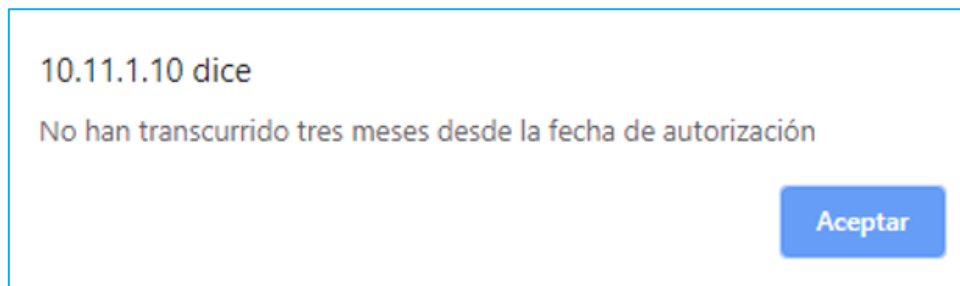 10.11.1.10 dice
No han transcurrido tres meses desde la fecha de autorización
Aceptar